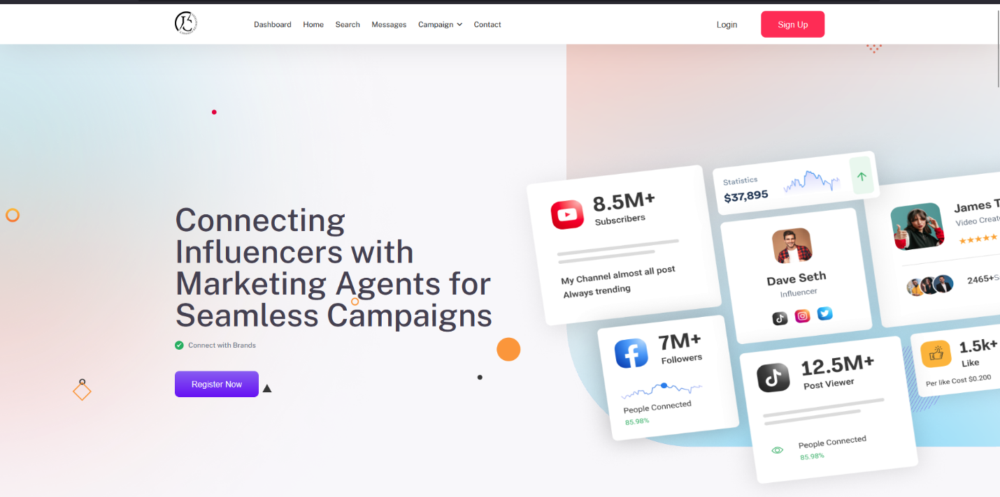 Dashboard Home Search Messages Campaign Contact Login Sign Up
Connecting
Influencers with
Marketing Agents for
Seamless Campaigns
Connect with Brands
Register Now
8.5M+
Subscribers
My Channel almost all post
Always trending
Statistics
$37,895
Dave Seth
Influencer
James T
Video Create
2465+S
7M+
Followers
People Connected
85.98%
12.5M+
Post Viewer
People Connected
85.98%
1.5k+
Like
Per like Cost $0.200